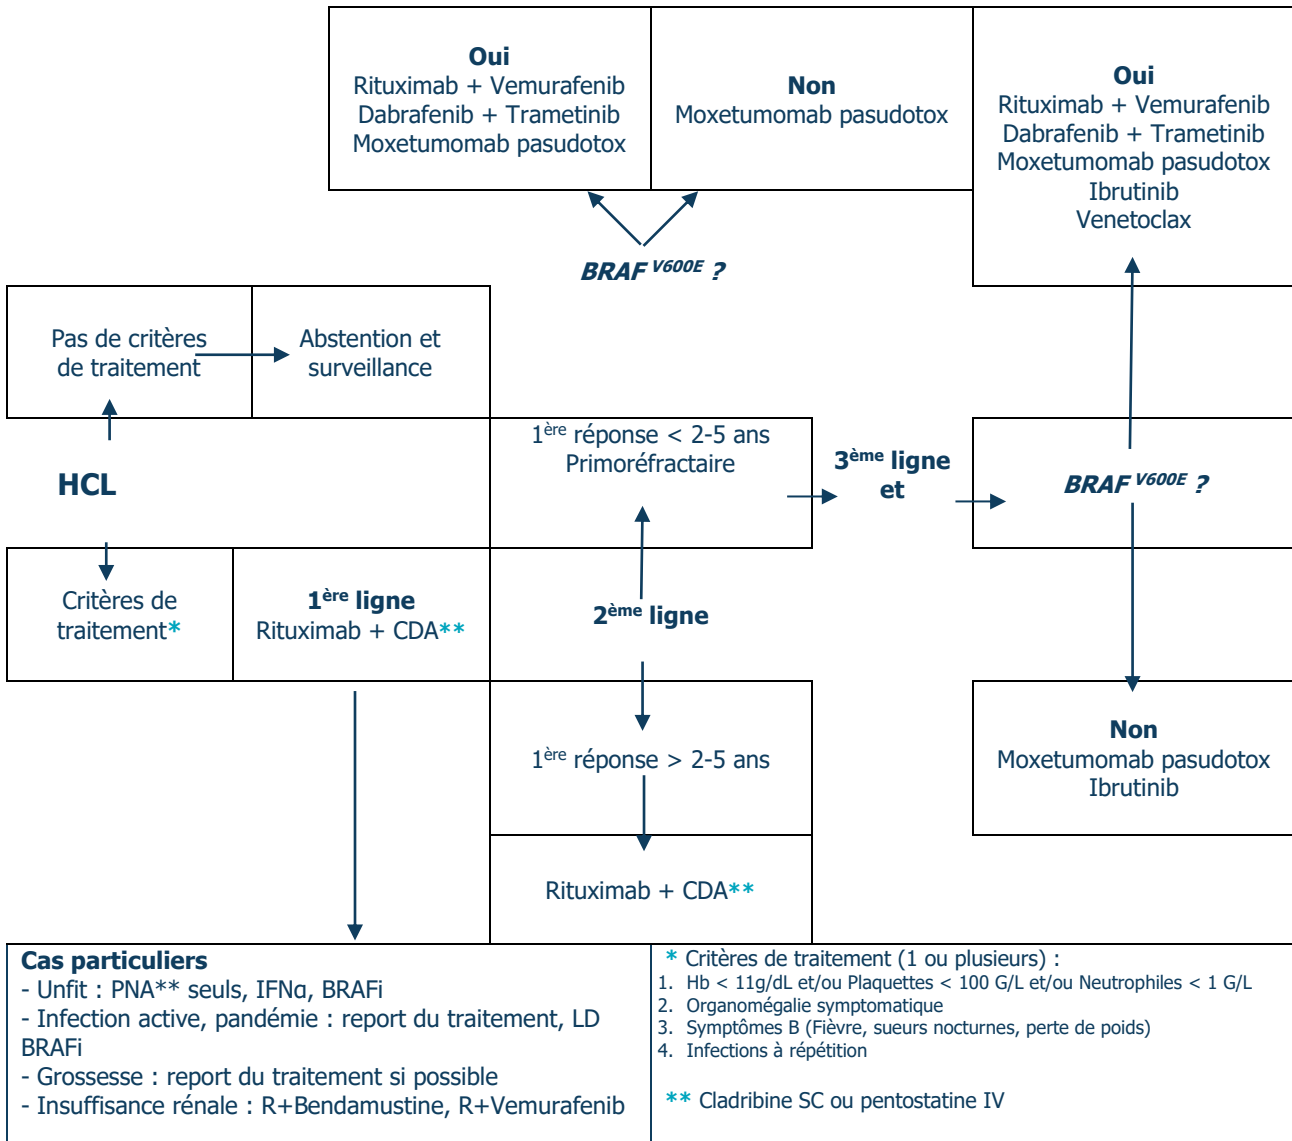 Oui
Rituximab + Vemurafenib
Dabrafenib + Trametinib
Moxetumomab pasudotox
Non
Moxetumomab pasudotox
Oui
Rituximab + Vemurafenib
Dabrafenib + Trametinib
Moxetumomab pasudotox
Ibrutinib
Venetoclax
BRAF V600E ?
Pas de critères
de traitement
Abstention et
surveillance
HCL
1ère réponse < 2-5 ans
Primoréfractaire
3ème ligne
et
BRAF V600E ?
Critères de
traitement*
1ère ligne
Rituximab + CDA**
2ème ligne
1ère réponse > 2-5 ans
Non
Moxetumomab pasudotox
Ibrutinib
Rituximab + CDA**
Cas particuliers
- Unfit : PNA** seuls, IFNα, BRAFi
- Infection active, pandémie : report du traitement, LD
BRAFi
- Grossesse : report du traitement si possible
- Insuffisance rénale : R+Bendamustine, R+Vemurafenib
* Critères de traitement (1 ou plusieurs) :
1. Hb < 11g/dL et/ou Plaquettes < 100 G/L et/ou Neutrophiles < 1 G/L
2. Organomégalie symptomatique
3. Symptômes B (Fièvre, sueurs nocturnes, perte de poids)
4. Infections à répétition
** Cladribine SC ou pentostatine IV